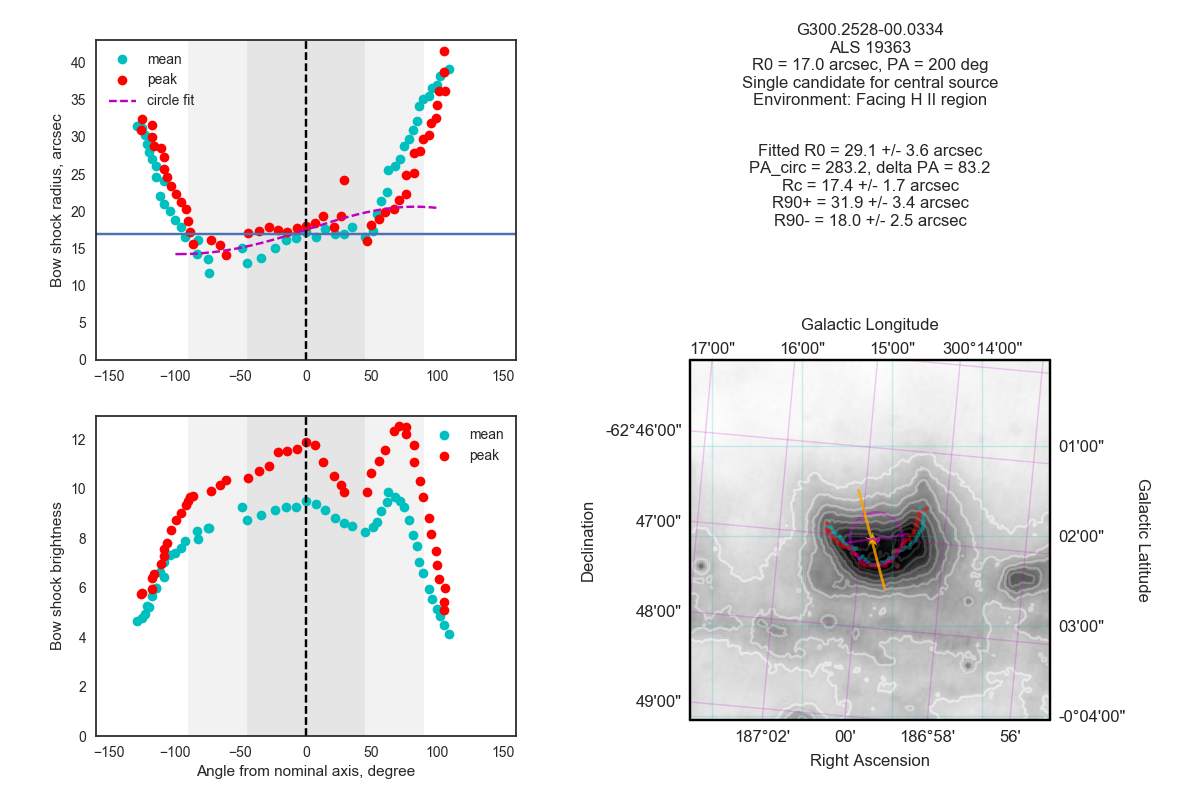 G300.2528-00.0334
ALS 19363
R0 = 17.0 arcsec, PA = 200 deg
Single candidate for central source
Environment: Facing H II region
Fitted R0 = 29.1 +/- 3.6 arcsec
PA_circ = 283.2, delta PA = 83.2
Rc = 17.4 +/- 1.7 arcsec
R90+ = 31.9 +/- 3.4 arcsec
R90- = 18.0 +/- 2.5 arcsec
Bow shock radius, arcsec
40
35
30
25
20
15
10
5
0
mean
peak
circle fit
−150 −100 −50 0 50 100 150
Bow shock brightness
12
10
8
6
4
2
0
mean
peak
−150 −100 −50 0 50 100 150
Angle from nominal axis, degree
Galactic Longitude
17'00" 16'00" 15'00" 300°14'00"
Declination
-62°46'00"
47'00"
48'00"
49'00"
01'00"
02'00"
03'00"
-0°04'00"
Galactic Latitude
187°02' 00' 186°58' 56'
Right Ascension